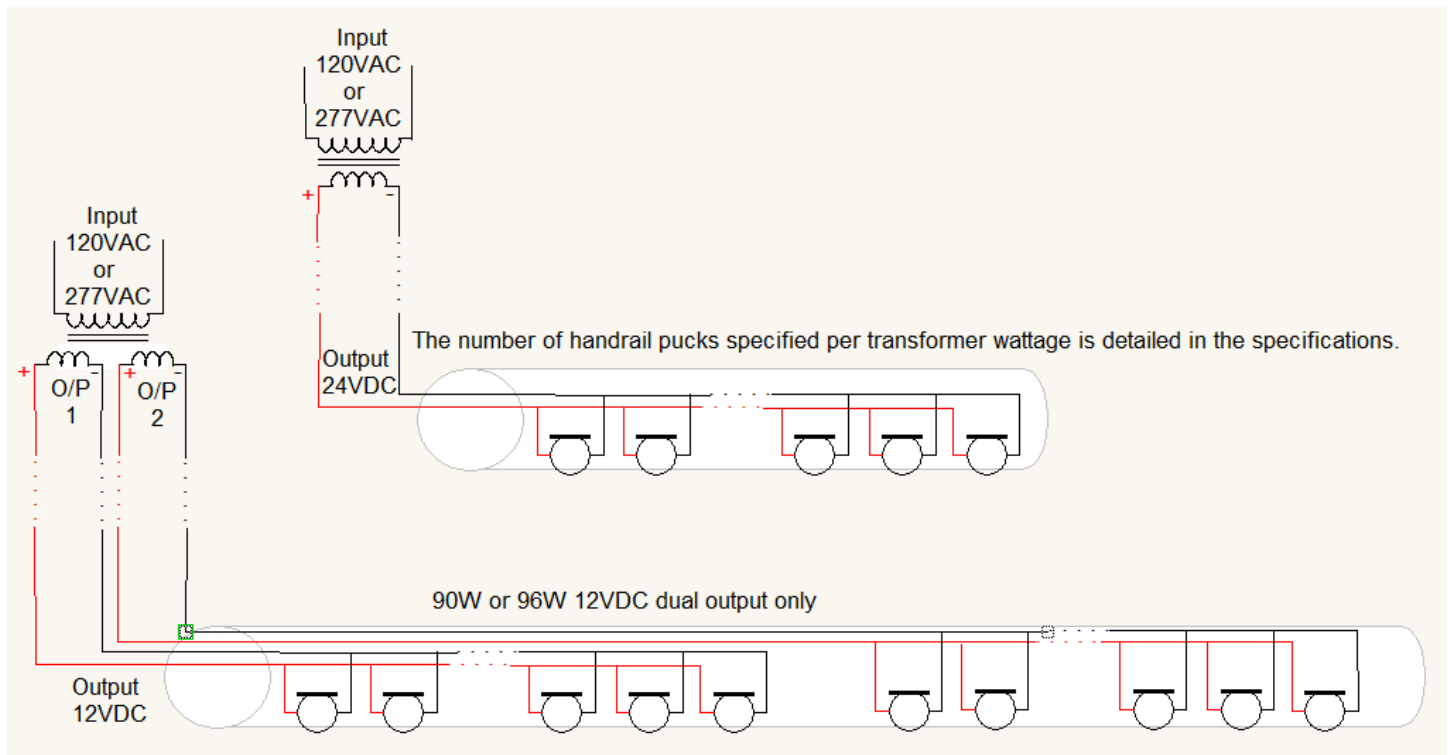 Input
120VAC
or
277VAC
+ -
Input
120VAC
or
277VAC
+ - + -
O/P
1
O/P
2
The number of handrail pucks specified per transformer wattage is detailed in the specifications.
Output
24VDC
90W or 96W 12VDC dual output only
Output
12VDC